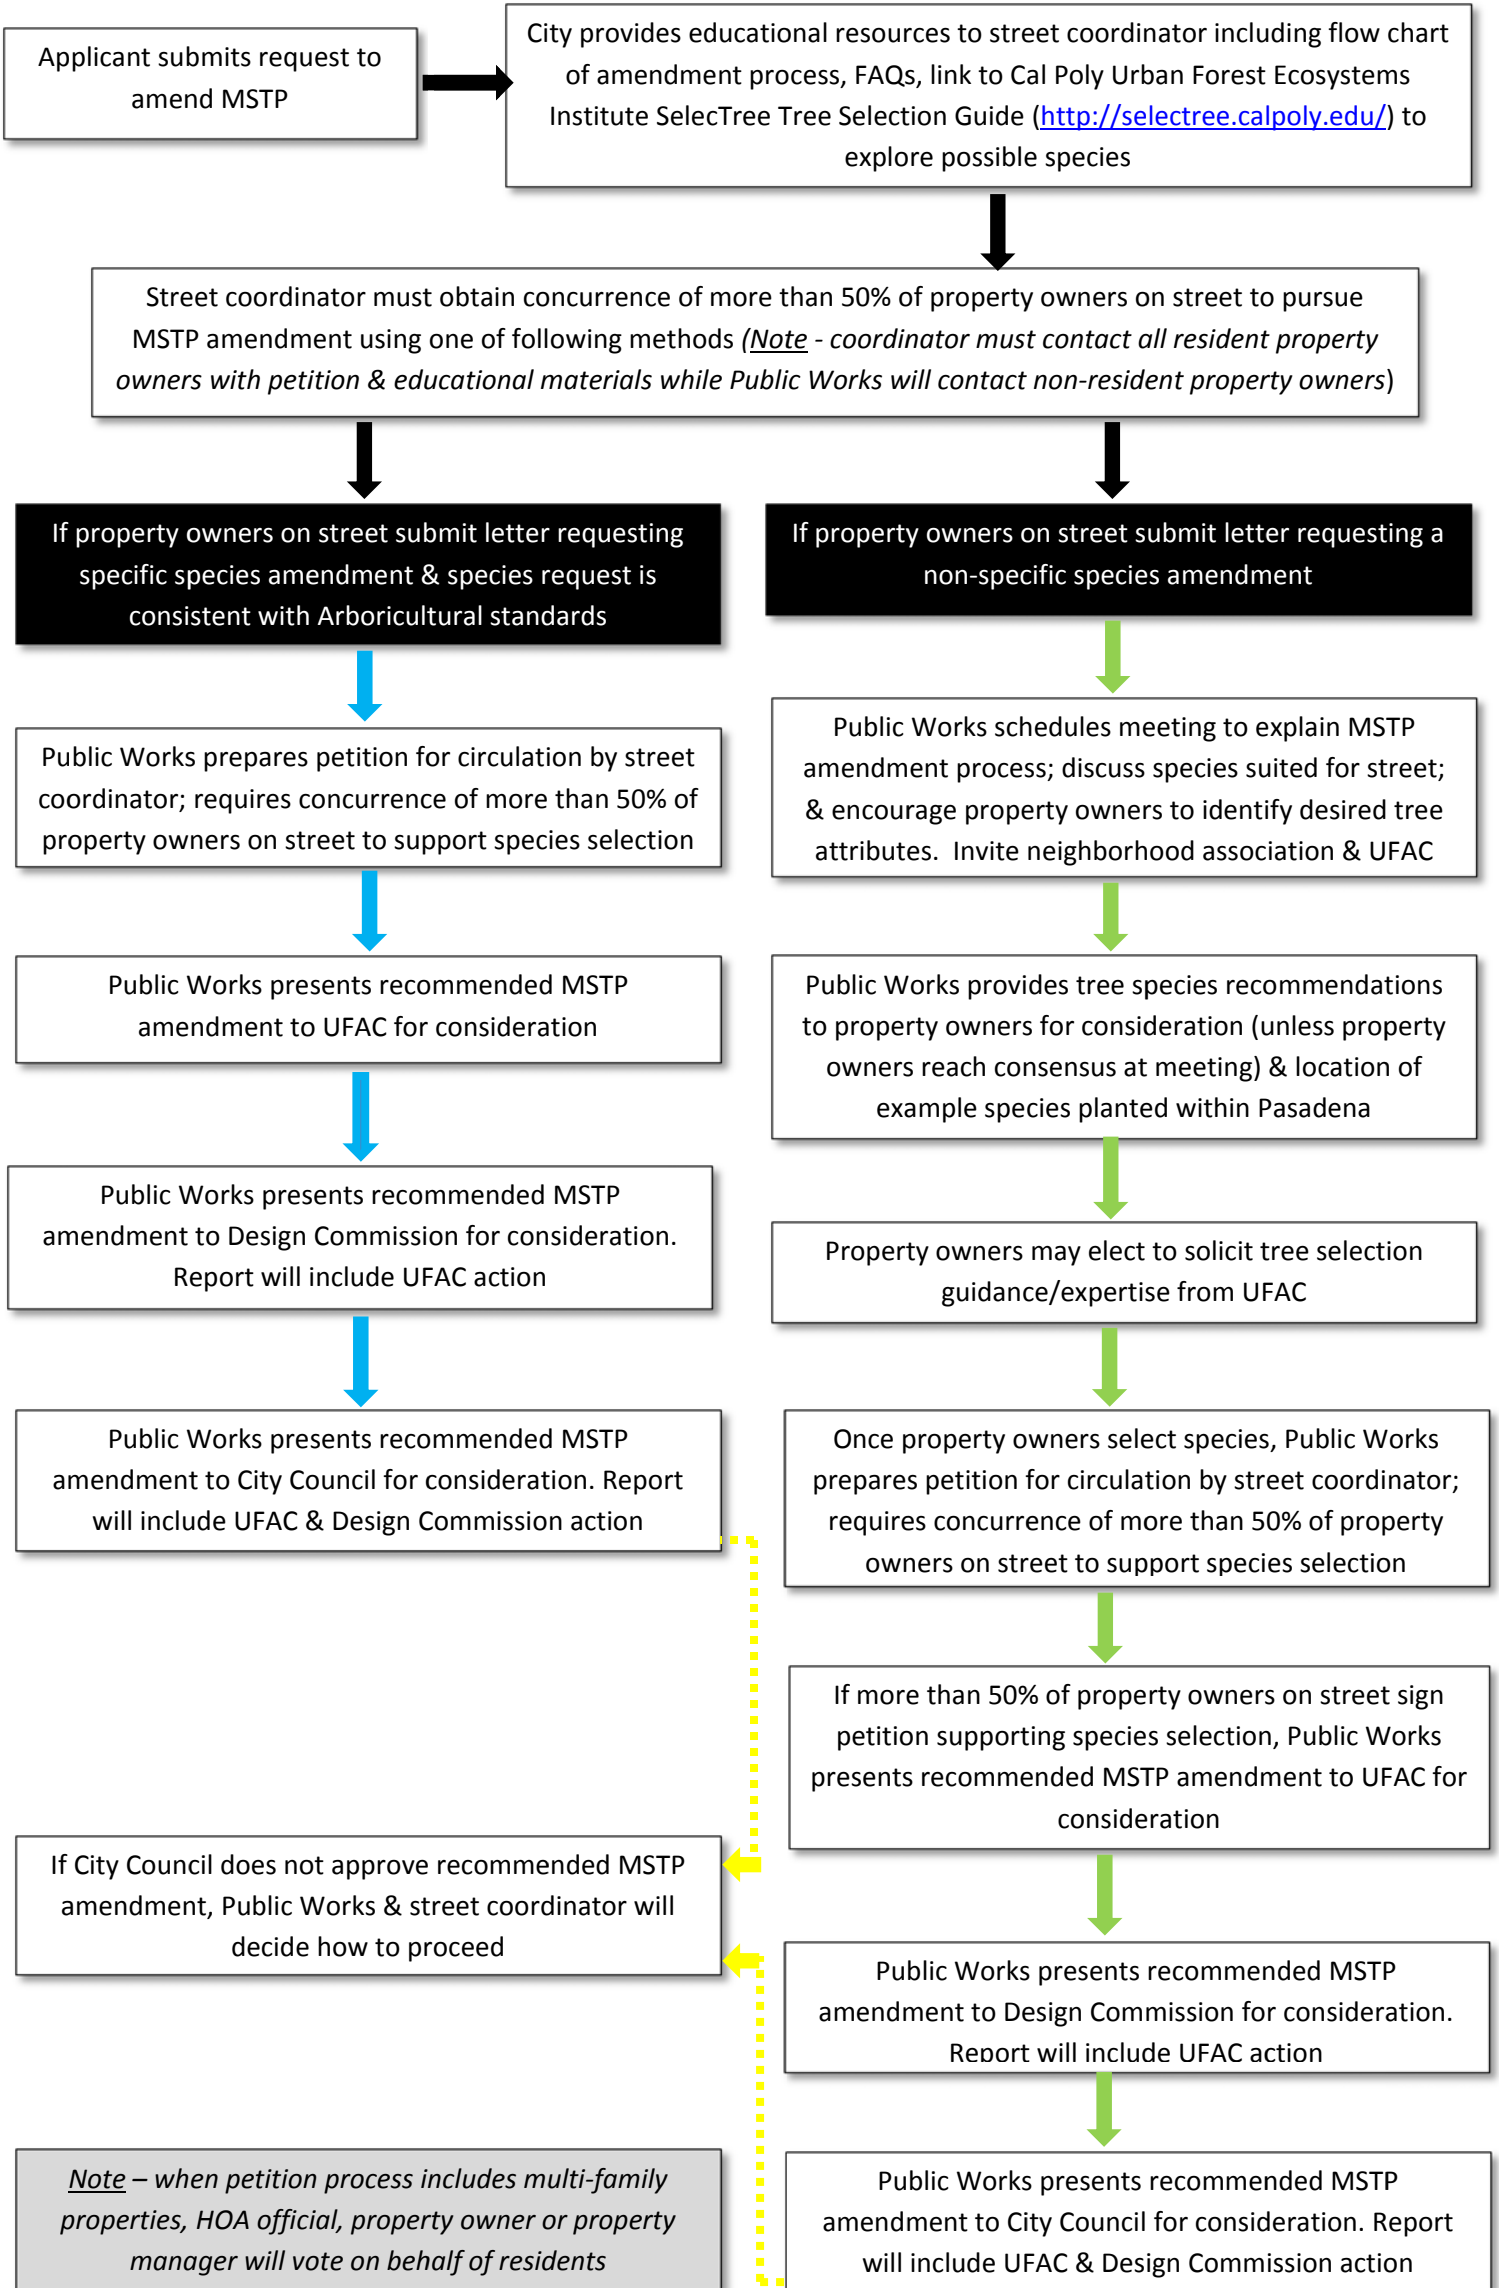 Applicant submits request to
amend MSTP
City provides educational resources to street coordinator including flow chart
of amendment process, FAQs, link to Cal Poly Urban Forest Ecosystems
Institute SelecTree Tree Selection Guide (http://selectree.calpoly.edu/) to
explore possible species
Street coordinator must obtain concurrence of more than 50% of property owners on street to pursue
MSTP amendment using one of following methods (Note - coordinator must contact all resident property
owners with petition & educational materials while Public Works will contact non-resident property owners)
If property owners on street submit letter requesting
specific species amendment & species request is
consistent with Arboricultural standards
Public Works prepares petition for circulation by street
coordinator; requires concurrence of more than 50% of
property owners on street to support species selection
Public Works presents recommended MSTP
amendment to UFAC for consideration
Public Works presents recommended MSTP
amendment to Design Commission for consideration.
Report will include UFAC action
Public Works presents recommended MSTP
amendment to City Council for consideration. Report
will include UFAC & Design Commission action
If City Council does not approve recommended MSTP
amendment, Public Works & street coordinator will
decide how to proceed
Note – when petition process includes multi-family
properties, HOA official, property owner or property
manager will vote on behalf of residents
If property owners on street submit letter requesting a
non-specific species amendment
Public Works schedules meeting to explain MSTP
amendment process; discuss species suited for street;
& encourage property owners to identify desired tree
attributes. Invite neighborhood association & UFAC
Public Works provides tree species recommendations
to property owners for consideration (unless property
owners reach consensus at meeting) & location of
example species planted within Pasadena
Property owners may elect to solicit tree selection
guidance/expertise from UFAC
Once property owners select species, Public Works
prepares petition for circulation by street coordinator;
requires concurrence of more than 50% of property
owners on street to support species selection
If more than 50% of property owners on street sign
petition supporting species selection, Public Works
presents recommended MSTP amendment to UFAC for
consideration
Public Works presents recommended MSTP
amendment to Design Commission for consideration.
Report will include UFAC action
Public Works presents recommended MSTP
amendment to City Council for consideration. Report
will include UFAC & Design Commission action